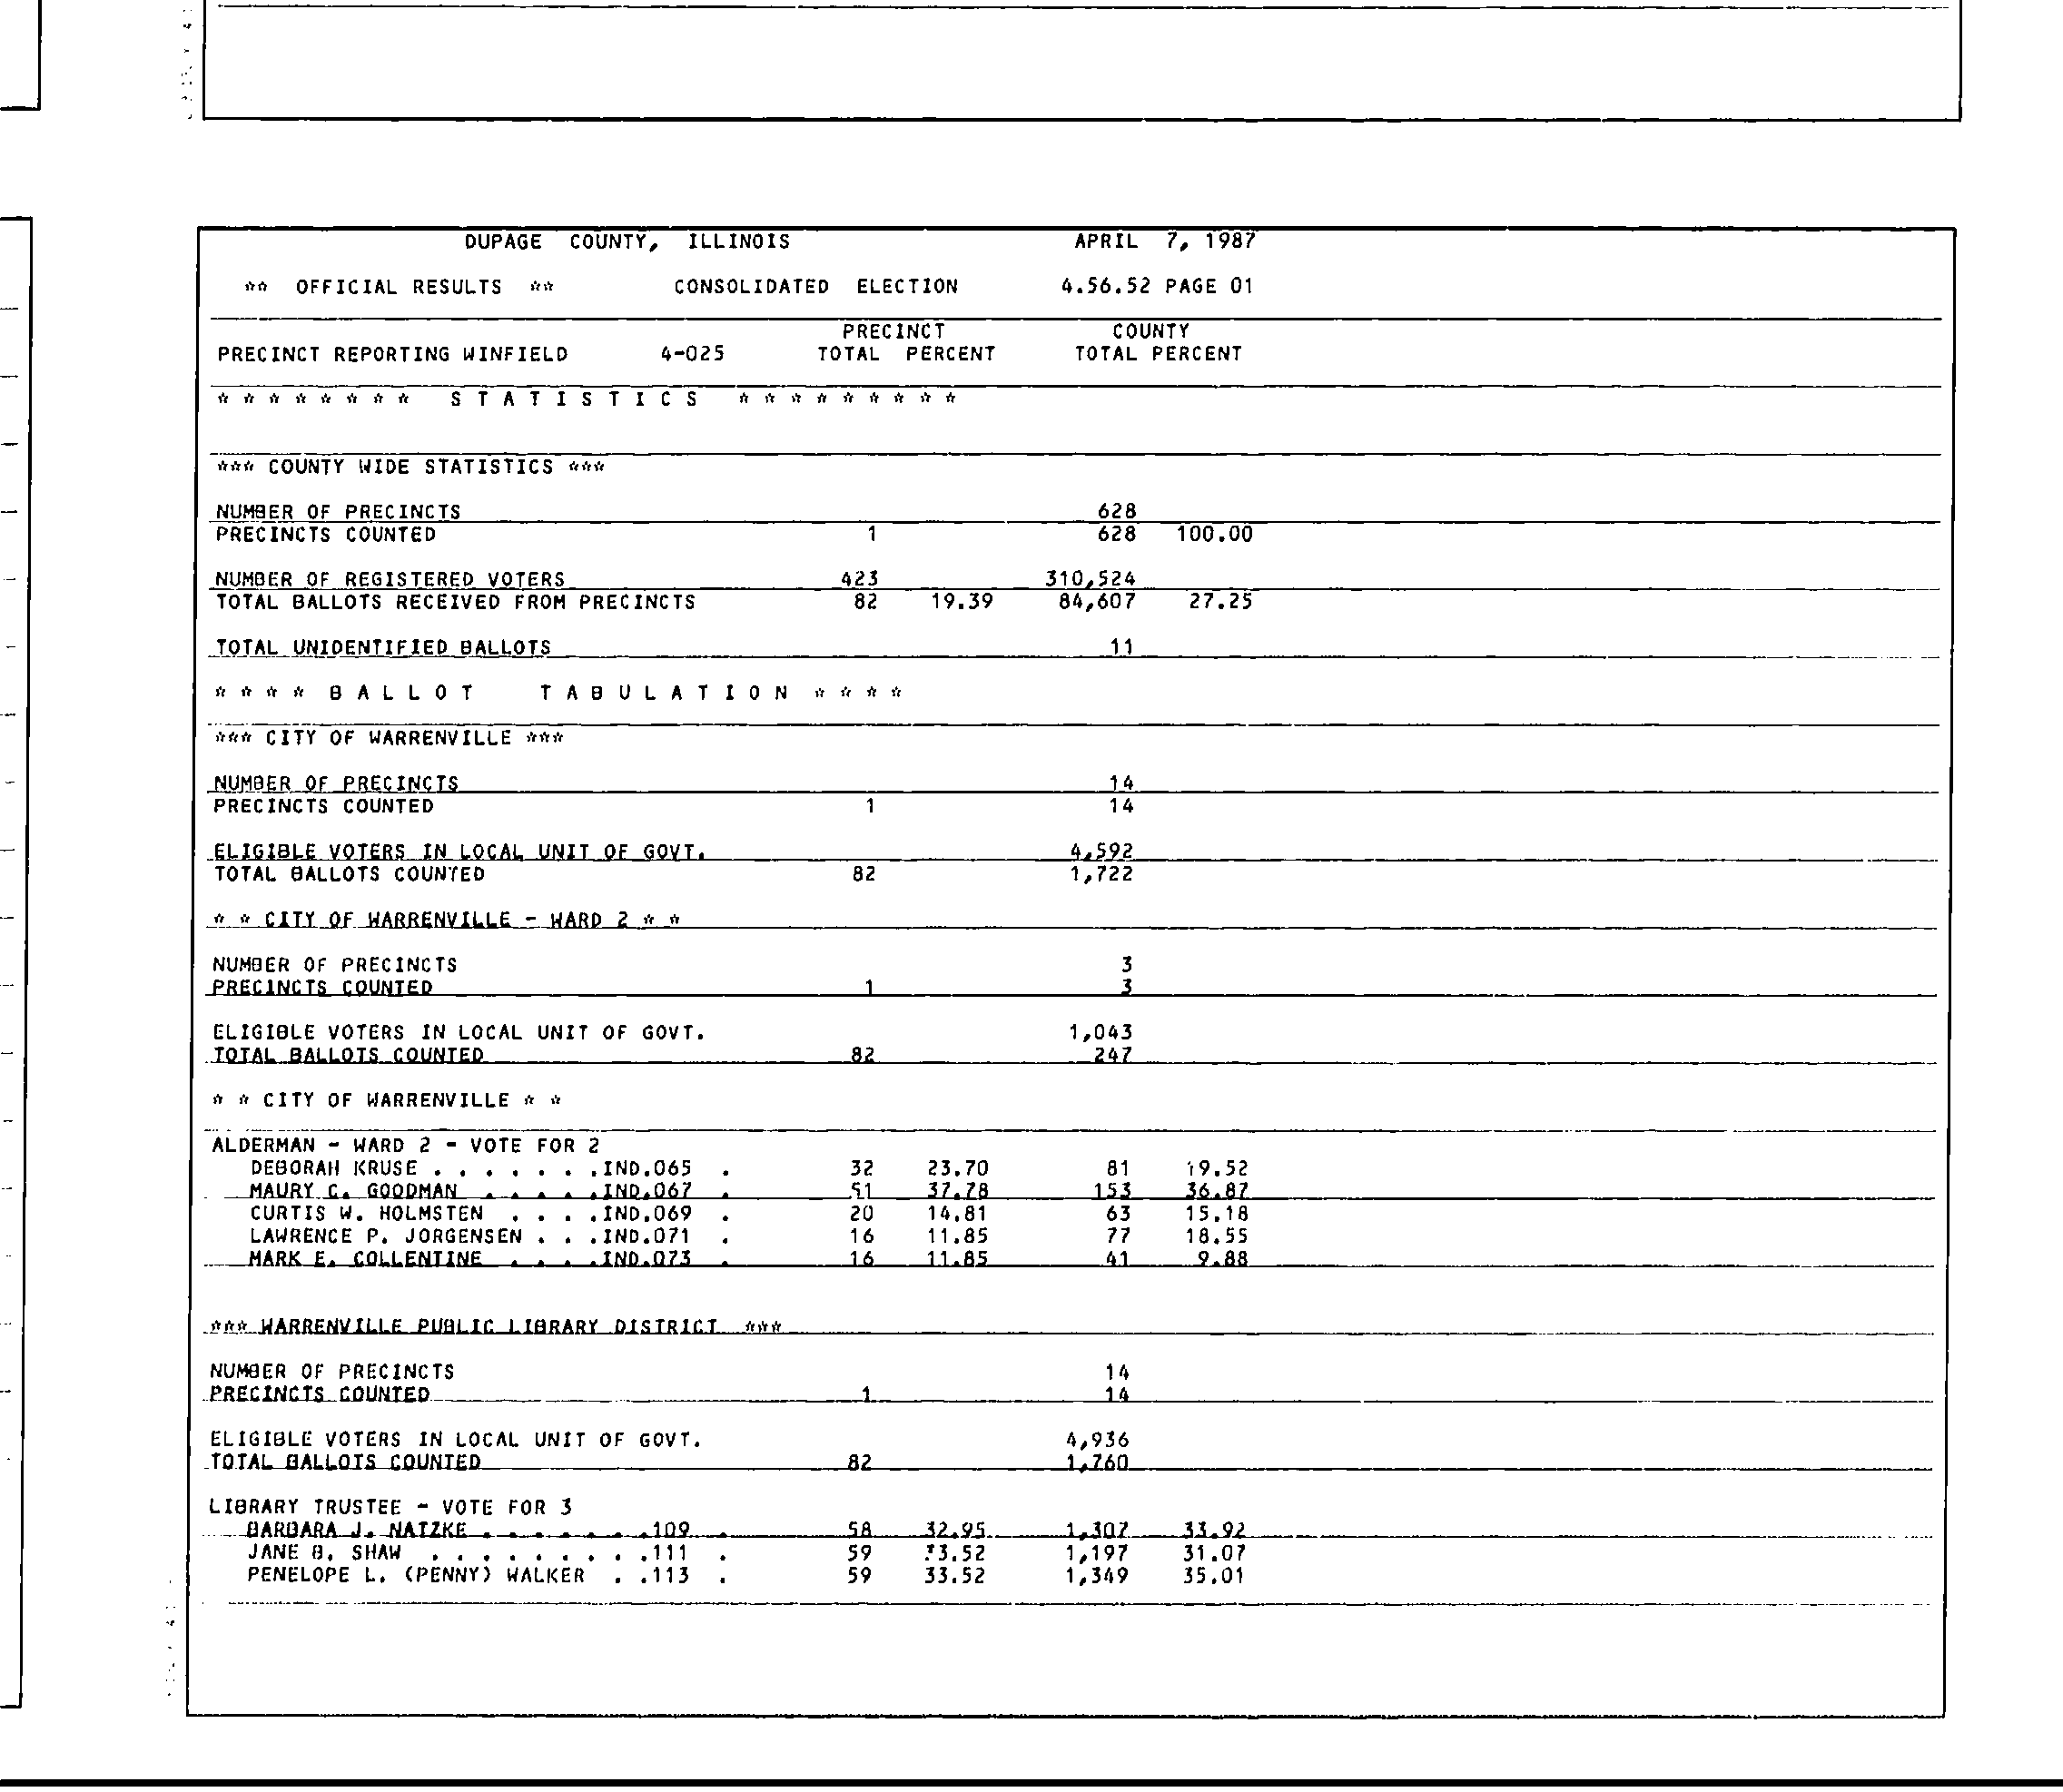 DUPAGE COUNTY, ILLINOIS APRIL 7, 1987
** OFFICIAL RESULTS ** CONSOLIDATED ELECTION 4.56.52 PAGE 01
PRECINCT COUNTY
PRECINCT REPORTING WINFIELD 4-025 TOTAL PERCENT TOTAL PERCENT
* * * * * * * * S T A T I S T I C S * * * * * * * * *
*** COUNTY WIDE STATISTICS ***
NUMBER OF PRECINCTS 628
PRECINCTS COUNTED 1 628 100.00
NUMBER OF REGISTERED VOTERS 423 310,524
TOTAL BALLOTS RECEIVED FROM PRECINCTS 82 19.39 84,607 27.25
TOTAL UNIDENTIFIED BALLOTS 11
* * * * B A L L O T T A B U L A T I O N * * * *
*** CITY OF WARRENVILLE ***
NUMBER OF PRECINCTS 14
PRECINCTS COUNTED 1 14
ELIGIBLE VOTERS IN LOCAL UNIT OF GOVT. 4,592
TOTAL BALLOTS COUNTED 82 1,722
* * CITY OF WARRENVILLE - WARD 2 * *
NUMBER OF PRECINCTS 3
PRECINCTS COUNTED 1 3
ELIGIBLE VOTERS IN LOCAL UNIT OF GOVT. 1,043
TOTAL BALLOTS COUNTED 82 247
* * CITY OF WARRENVILLE * *
ALDERMAN - WARD 2 - VOTE FOR 2
DEBORAH KRUSE . . . . . . .IND.065 . 32 23.70 81 19.52
MAURY C. GOODMAN . . . . .IND.067 . 51 37.78 153 36.87
CURTIS W. HOLMSTEN . . . .IND.069 . 20 14.81 63 15.18
LAWRENCE P. JORGENSEN . . .IND.071 . 16 11.85 77 18.55
MARK E. COLLENTINE . . . .IND.073 . 16 11.85 41 9.88
*** WARRENVILLE PUBLIC LIBRARY DISTRICT ***
NUMBER OF PRECINCTS 14
PRECINCTS COUNTED 1 14
ELIGIBLE VOTERS IN LOCAL UNIT OF GOVT. 4,936
TOTAL BALLOTS COUNTED 82 1,760
LIBRARY TRUSTEE - VOTE FOR 3
BARBARA J. NATZKE . . . . . . .109 . 58 32.95 1,307 33.92
JANE B. SHAW . . . . . . . . .111 . 59 33.52 1,197 31.07
PENELOPE L. (PENNY) WALKER . .113 . 59 33.52 1,349 35.01